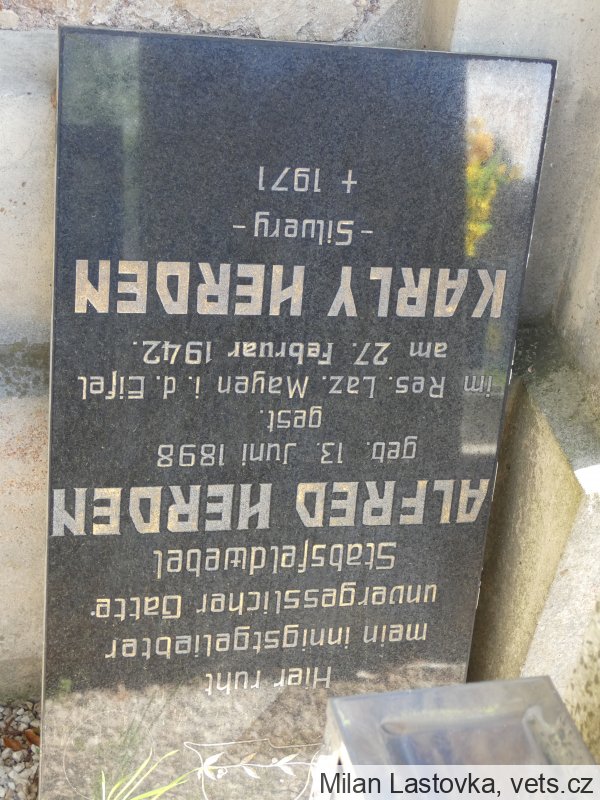 Hier ruht
mein innigstgeliebter
unvergesslicher Gatte
Stabsfeldwebel
ALFRED HERDEN
geb. 13. Juni 1898
gest.
im Res. Laz. Mayen i. d. Eifel
am 27. Februar 1942.
KARLY HERDEN
-Silvery-
† 1971
Milan Lastovka, vets.cz